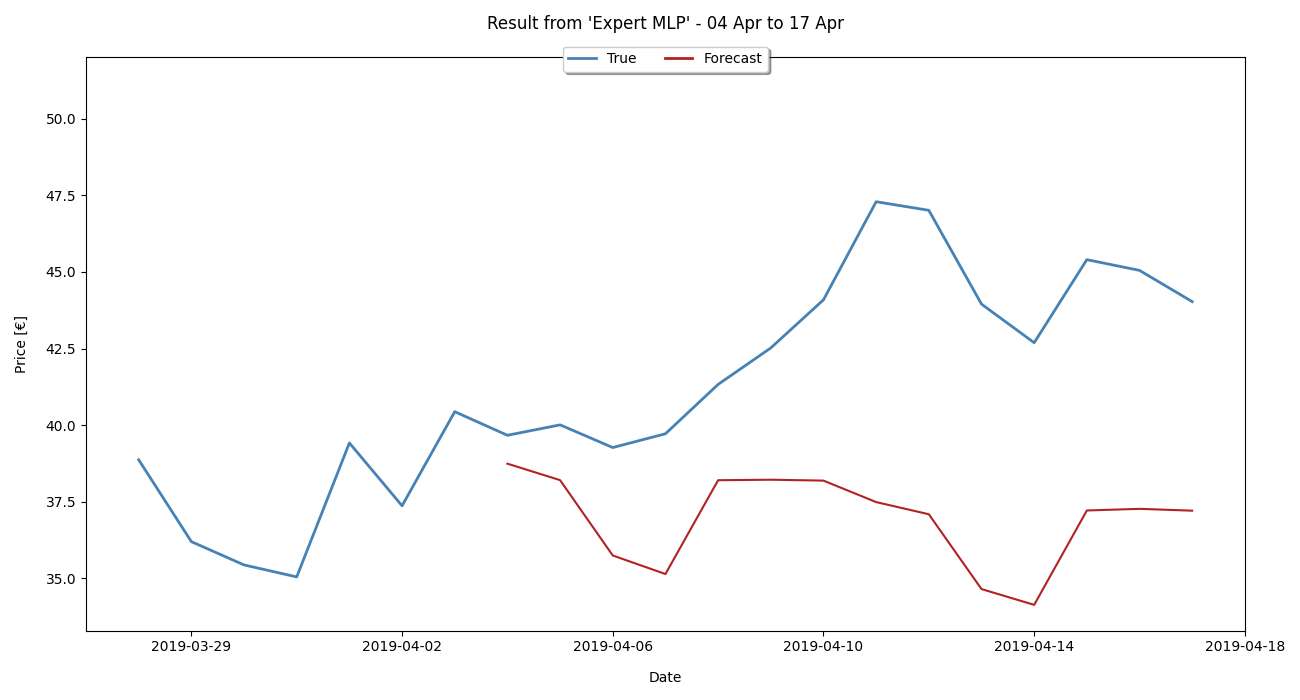 Result from 'Expert MLP' - 04 Apr to 17 Apr
True Forecast
50.0
47.5
45.0
42.5
40.0
37.5
35.0
Price [€]
2019-03-29 2019-04-02 2019-04-06 2019-04-10 2019-04-14 2019-04-18
Date